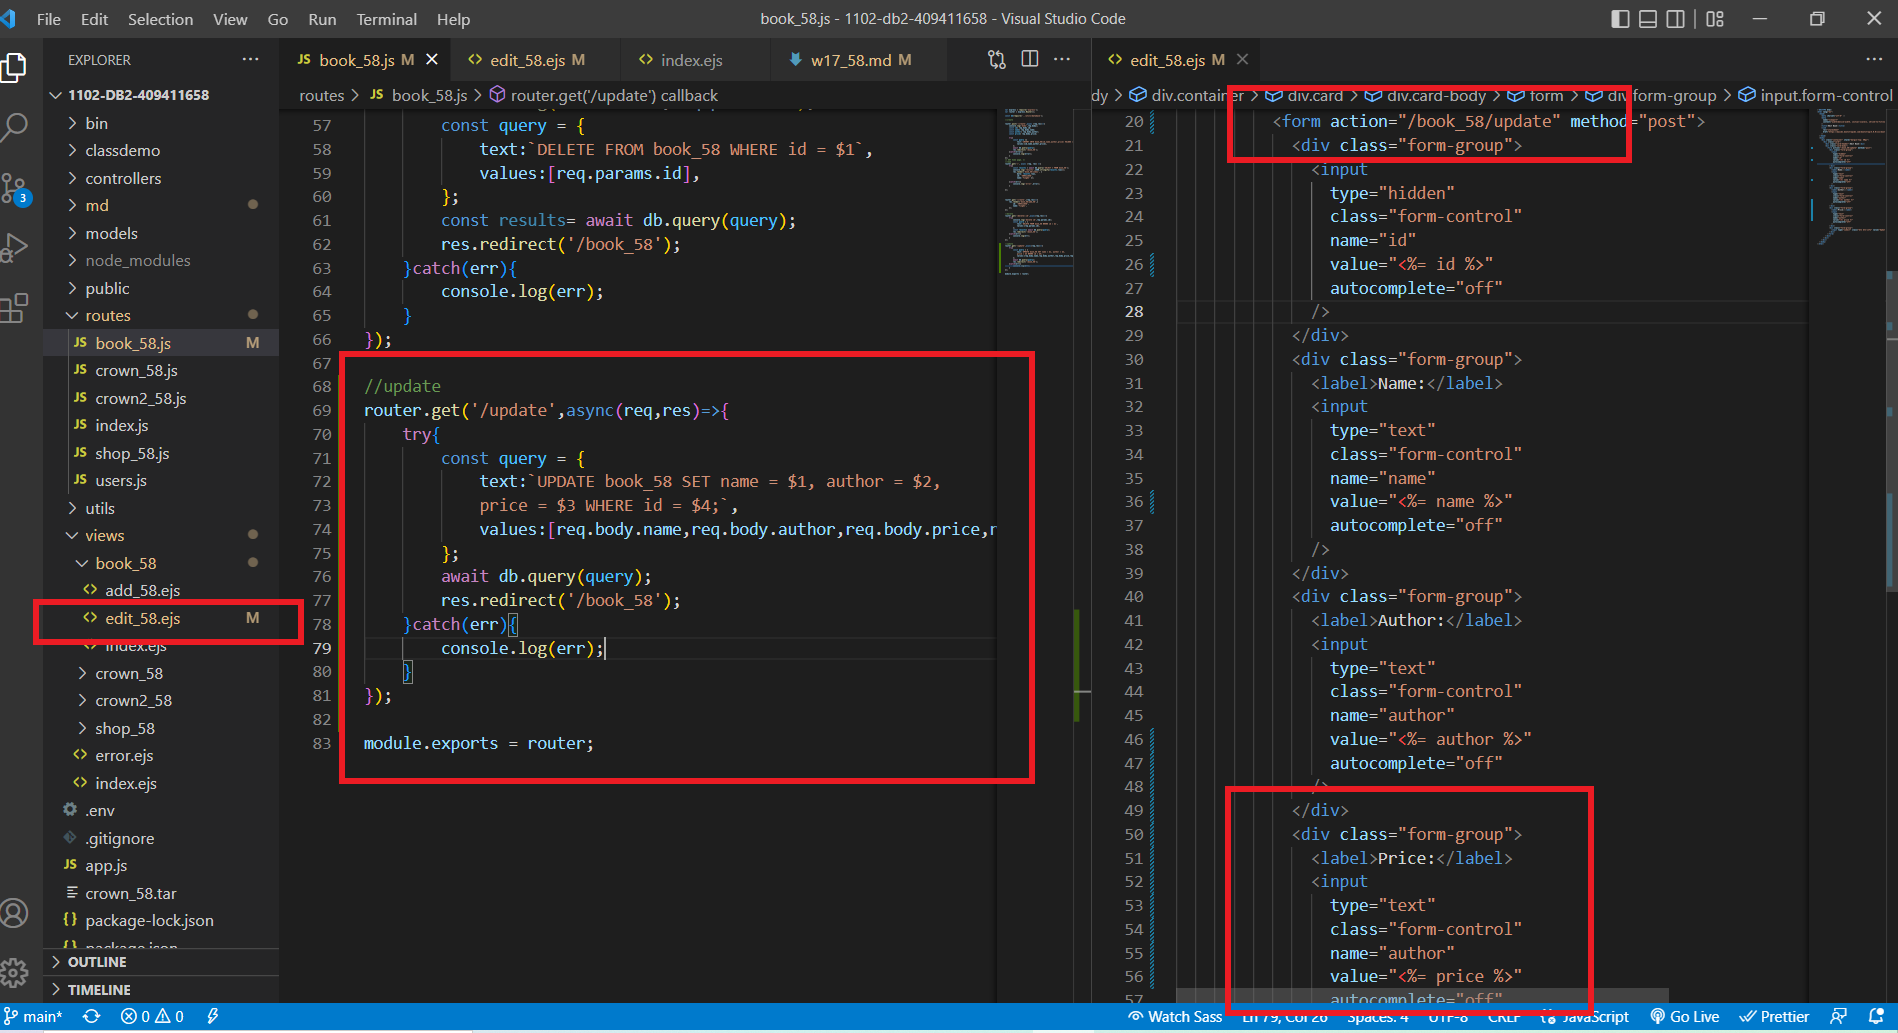 File Edit Selection View Go Run Terminal Help
book_58.js - 1102-db2-409411658 - Visual Studio Code
EXPLORER
1102-DB2-409411658
bin
classdemo
controllers
md
models
node_modules
public
routes
JS book_58.js M
JS crown_58.js
JS crown2_58.js
JS index.js
JS shop_58.js
JS users.js
utils
views
book_58
<> add_58.ejs
<> edit_58.ejs M
<> index.ejs
crown_58
crown2_58
shop_58
<> error.ejs
<> index.ejs
.env
.gitignore
JS app.js
crown_58.tar
{} package-lock.json
{} package.json
OUTLINE
TIMELINE
3
JS book_58.js M
<> edit_58.ejs M
<> index.ejs
w17_58.md M
routes > JS book_58.js > router.get('/update') callback
57 const query = {
58 text:`DELETE FROM book_58 WHERE id = $1`,
59 values:[req.params.id],
60 };
61 const results= await db.query(query);
62 res.redirect('/book_58');
63 }catch(err){
64 console.log(err);
65 }
66 });
67
68 //update
69 router.get('/update',async(req,res)=>{
70 try{
71 const query = {
72 text:`UPDATE book_58 SET name = $1, author = $2,
73 price = $3 WHERE id = $4;`,
74 values:[req.body.name,req.body.author,req.body.price,r
75 };
76 await db.query(query);
77 res.redirect('/book_58');
78 }catch(err){
79 console.log(err);
80 }
81 });
82
83 module.exports = router;
<> edit_58.ejs M
dy > div.container > div.card > div.card-body > form > div.form-group > input.form-control
20 <form action="/book_58/update" method="post">
21 <div class="form-group">
22 <input
23 type="hidden"
24 class="form-control"
25 name="id"
26 value="<%= id %>"
27 autocomplete="off"
28 />
29 </div>
30 <div class="form-group">
31 <label>Name:</label>
32 <input
33 type="text"
34 class="form-control"
35 name="name"
36 value="<%= name %>"
37 autocomplete="off"
38 />
39 </div>
40 <div class="form-group">
41 <label>Author:</label>
42 <input
43 type="text"
44 class="form-control"
45 name="author"
46 value="<%= author %>"
47 autocomplete="off"
48 />
49 </div>
50 <div class="form-group">
51 <label>Price:</label>
52 <input
53 type="text"
54 class="form-control"
55 name="author"
56 value="<%= price %>"
57 autocomplete="off"
main* 0 0
Watch Sass Ln 79, Col 26 Spaces: 4 UTF-8 CRLF JavaScript Go Live Prettier